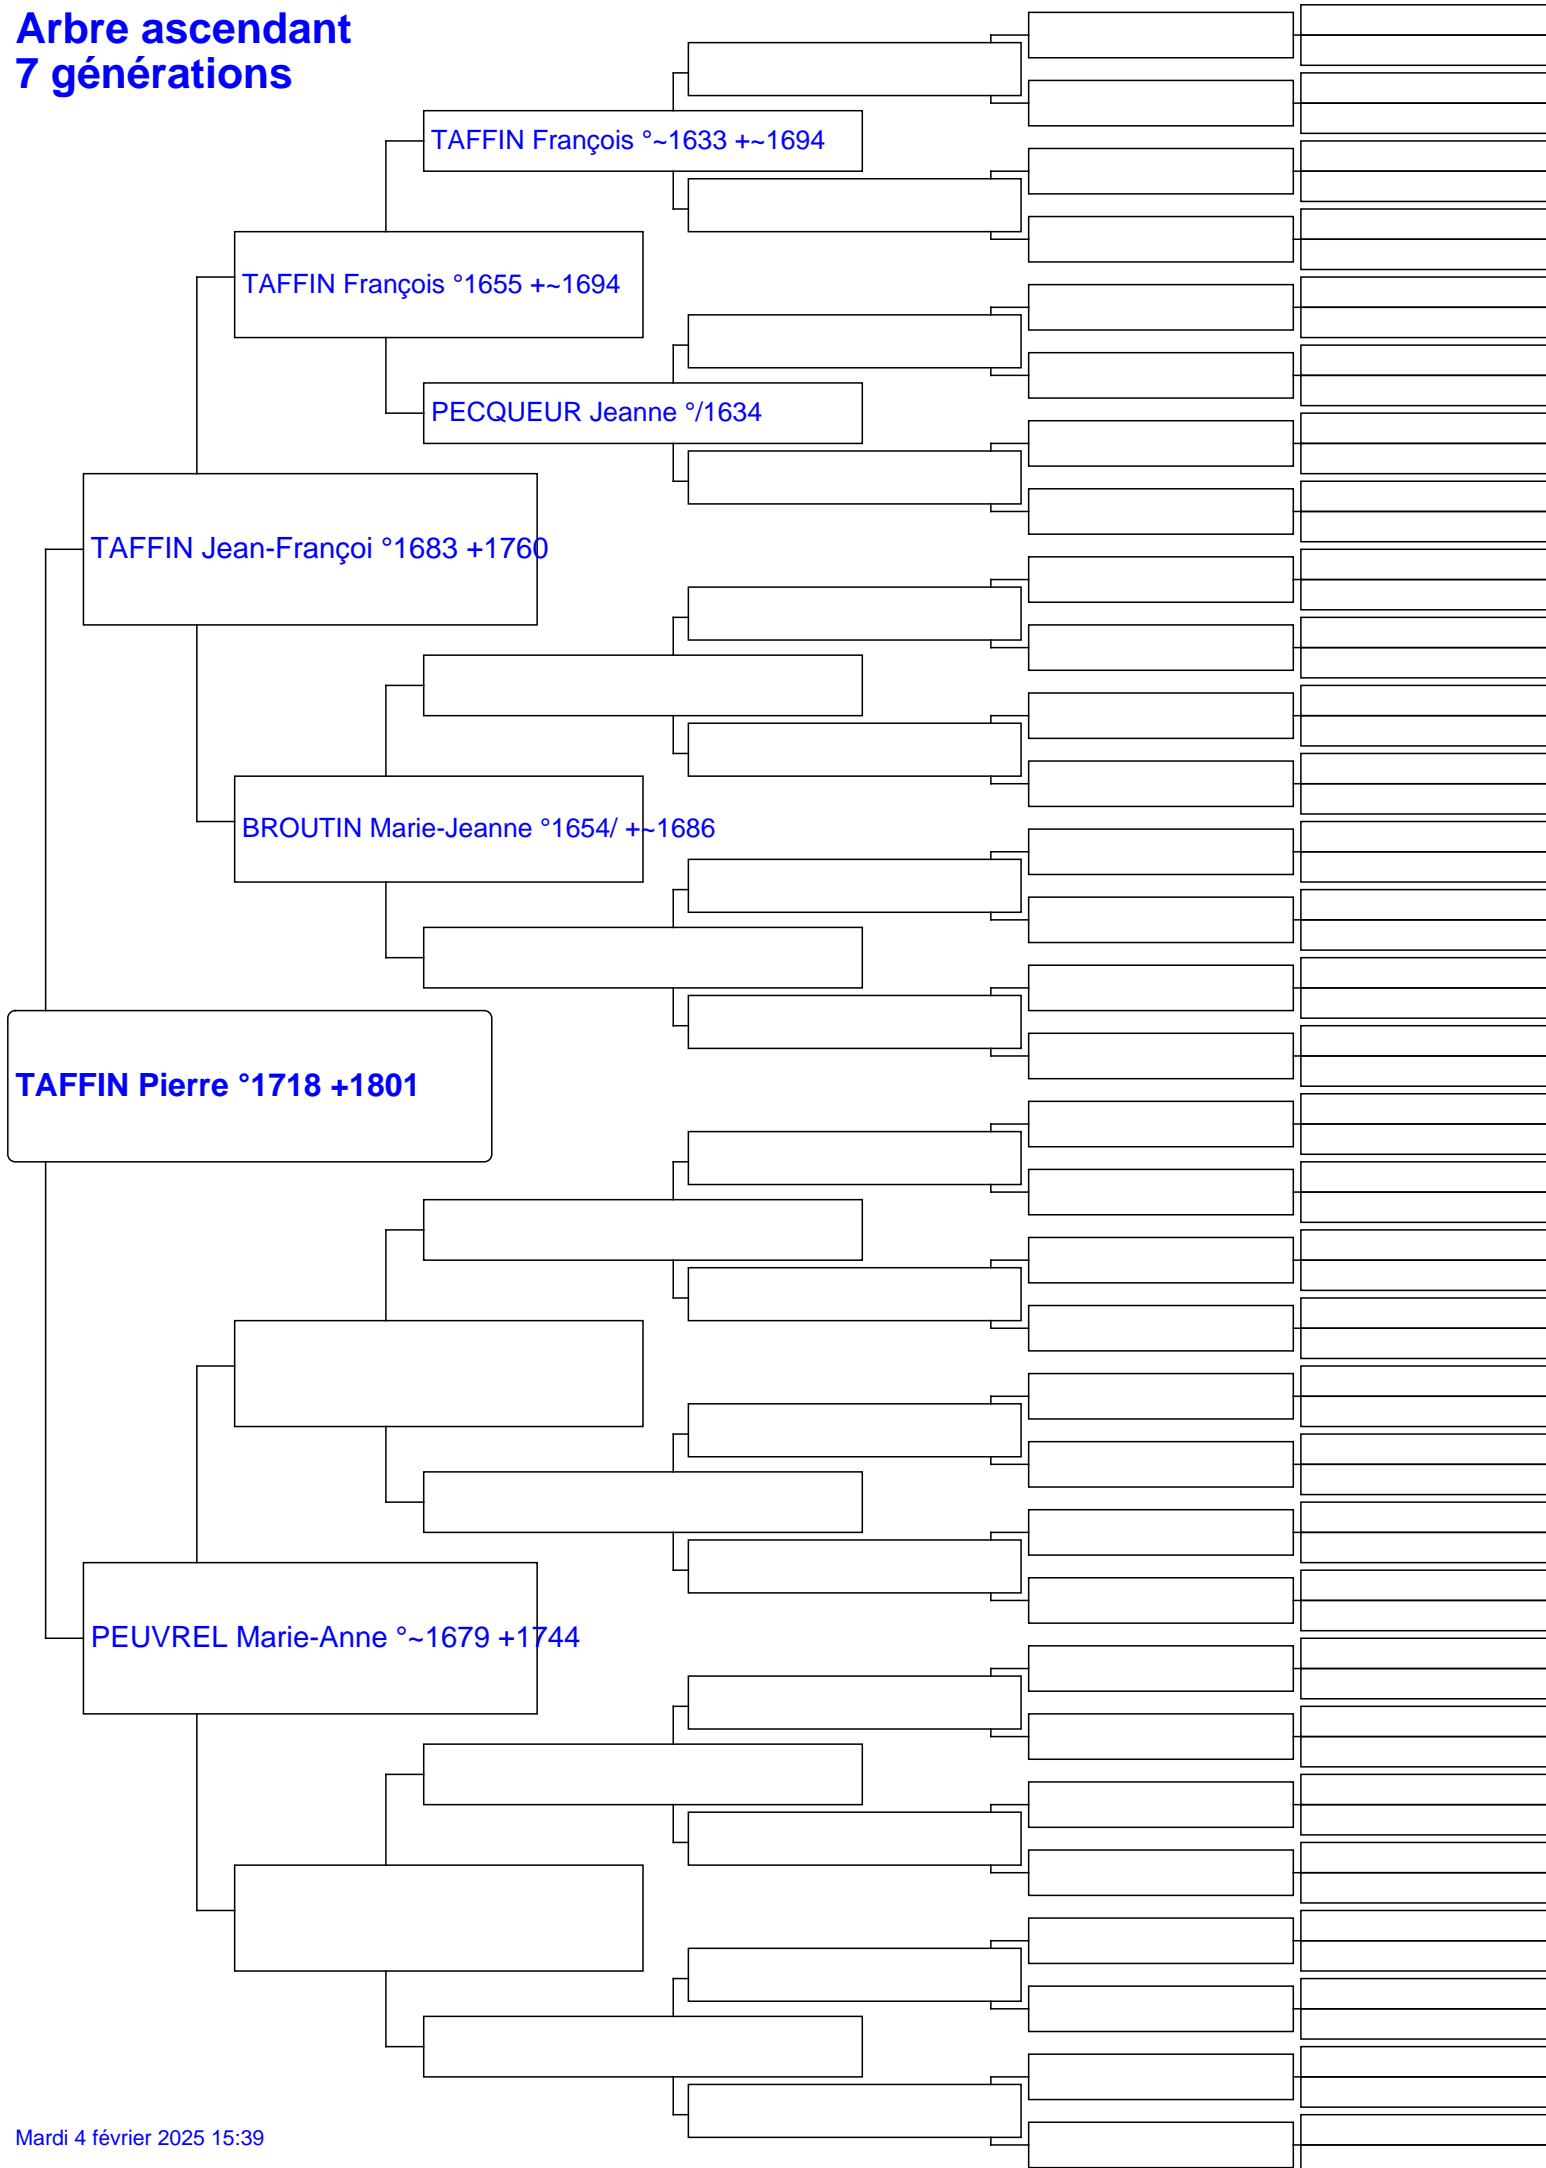 Arbre ascendant
7 générations
TAFFIN François °~1633 +~1694
TAFFIN François °1655 +~1694
PECQUEUR Jeanne °/1634
TAFFIN Jean-Françoi °1683 +1760
BROUTIN Marie-Jeanne °1654/ +~1686
TAFFIN Pierre °1718 +1801
PEUVREL Marie-Anne °~1679 +1744
Mardi 4 février 2025 15:39